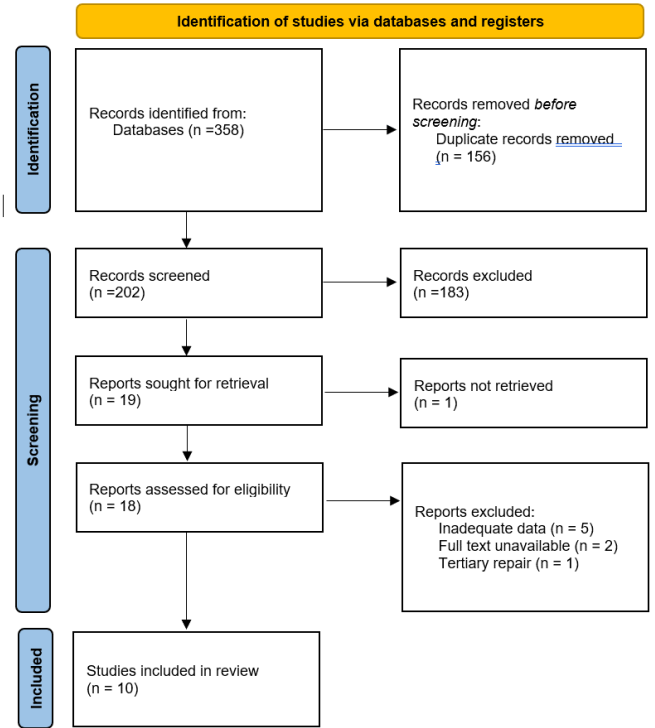 Identification of studies via databases and registers
Identification
Records identified from:
Databases (n =358)
Records removed before
screening:
Duplicate records removed
(n = 156)
Screening
Records screened
(n =202)
Records excluded
(n =183)
Reports sought for retrieval
(n = 19)
Reports not retrieved
(n = 1)
Reports assessed for eligibility
(n = 18)
Reports excluded:
Inadequate data (n = 5)
Full text unavailable (n = 2)
Tertiary repair (n = 1)
Included
Studies included in review
(n = 10)